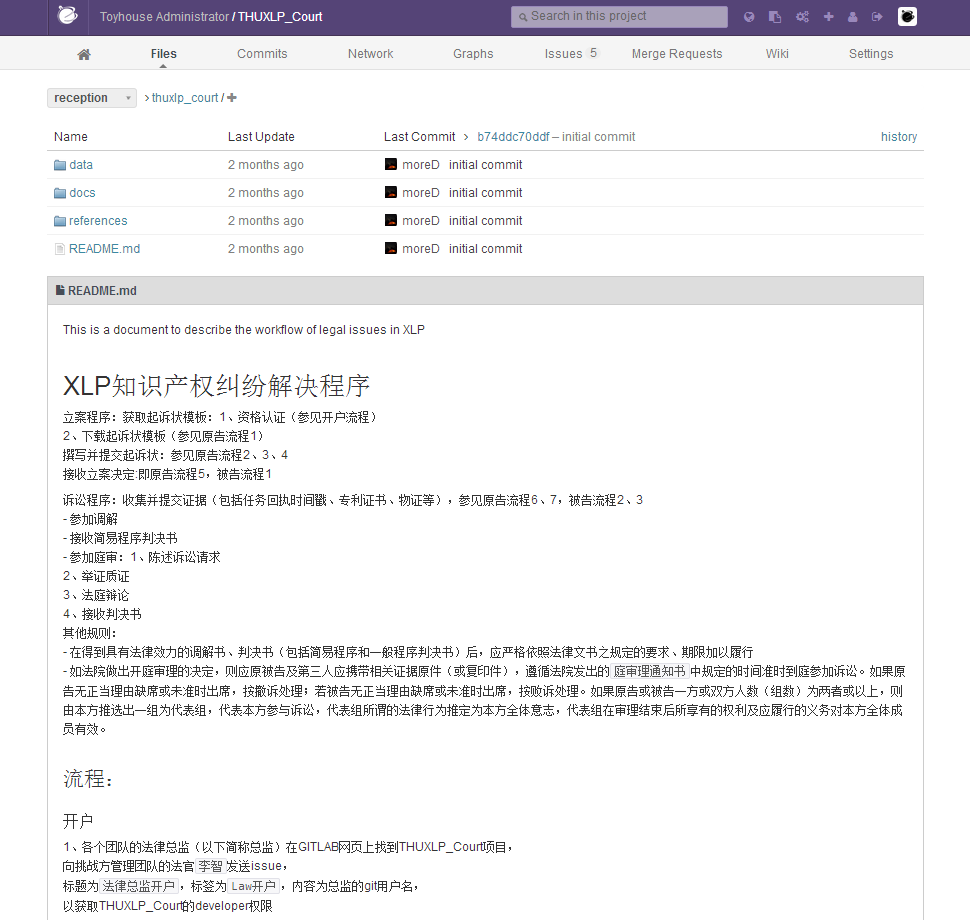 Toyhouse Administrator / THUXLP_Court
Search in this project
Files Commits Network Graphs Issues 5 Merge Requests Wiki Settings
reception thuxlp_court / +
Name Last Update Last Commit › b74ddc70ddf – initial commit history
data 2 months ago moreD initial commit
docs 2 months ago moreD initial commit
references 2 months ago moreD initial commit
README.md 2 months ago moreD initial commit
README.md
This is a document to describe the workflow of legal issues in XLP
XLP知识产权纠纷解决程序
立案程序：获取起诉状模板：1、资格认证（参见开户流程）
2、下载起诉状模板（参见原告流程1）
撰写并提交起诉状：参见原告流程2、3、4
接收立案决定:即原告流程5，被告流程1
诉讼程序：收集并提交证据（包括任务回执时间戳、专利证书、物证等），参见原告流程6、7，被告流程2、3
- 参加调解
- 接收简易程序判决书
- 参加庭审：1、陈述诉讼请求
2、举证质证
3、法庭辩论
4、接收判决书
其他规则：
- 在得到具有法律效力的调解书、判决书（包括简易程序和一般程序判决书）后，应严格依照法律文书之规定的要求、期限加以履行
- 如法院做出开庭审理的决定，则应原被告及第三人应携带相关证据原件（或复印件），遵循法院发出的 庭审理通知书 中规定的时间准时到庭参加诉讼。如果原
告无正当理由缺席或未准时出席，按撤诉处理；若被告无正当理由缺席或未准时出席，按败诉处理。如果原告或被告一方或双方人数（组数）为两者或以上，则
由本方推选出一组为代表组，代表本方参与诉讼，代表组所谓的法律行为推定为本方全体意志，代表组在审理结束后所享有的权利及应履行的义务对本方全体成
员有效。
流程：
开户
1、各个团队的法律总监（以下简称总监）在GITLAB网页上找到THUXLP_Court项目，
向挑战方管理团队的法官 李智 发送issue，
标题为 法律总监开户 ，标签为 Law开户 ，内容为总监的git用户名，
以获取THUXLP_Court的developer权限